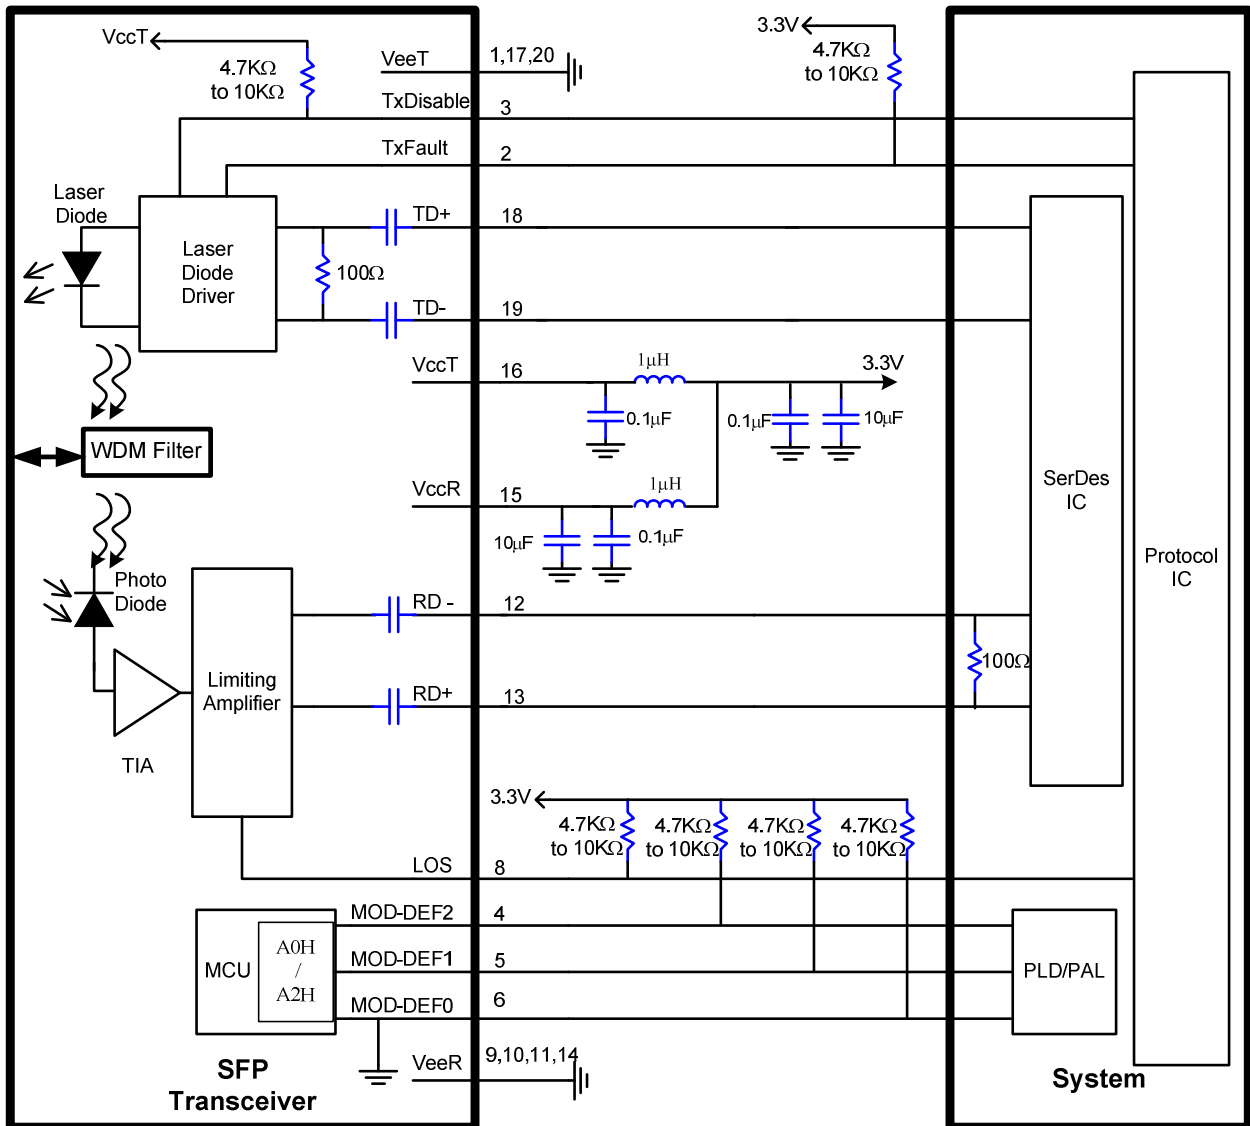 VccT
4.7KΩ
to 10KΩ
VeeT
1,17,20
3.3V
4.7KΩ
to 10KΩ
TxDisable
3
TxFault
2
Laser
Diode
Laser
Diode
Driver
TD+
18
100Ω
TD-
19
VccT
16
1μH
3.3V
0.1μF
0.1μF
10μF
WDM Filter
VccR
15
1μH
10μF
0.1μF
SerDes
IC
Protocol
IC
Photo
Diode
RD -
12
Limiting
Amplifier
100Ω
RD+
13
TIA
3.3V
4.7KΩ
to 10KΩ
4.7KΩ
to 10KΩ
4.7KΩ
to 10KΩ
4.7KΩ
to 10KΩ
LOS
8
MOD-DEF2
4
MCU
A0H
/
A2H
MOD-DEF1
5
PLD/PAL
MOD-DEF0
6
VeeR
9,10,11,14
SFP
Transceiver
System